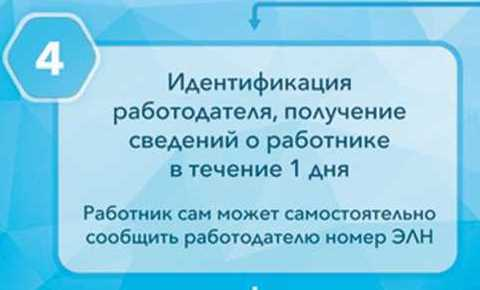 4
Идентификация
работодателя, получение
сведений о работнике
в течение 1 дня
Работник сам может самостоятельно
сообщить работодателю номер ЭЛН